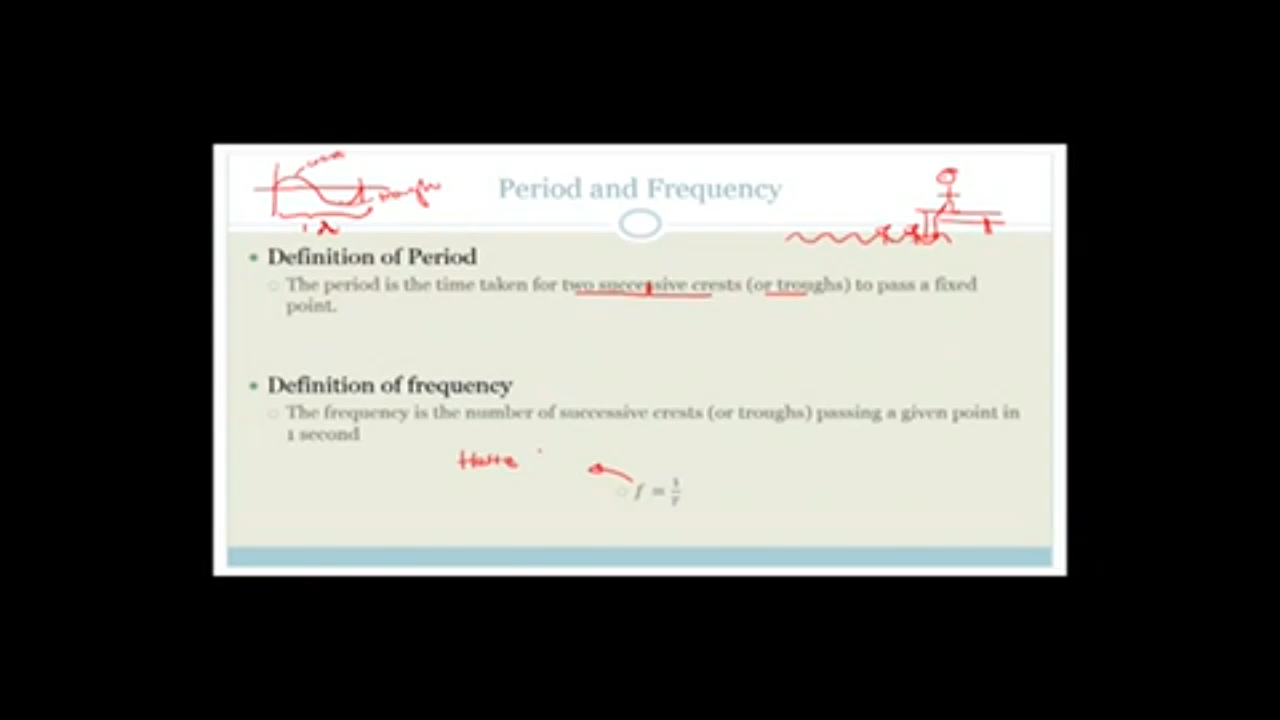 Period and Frequency
1 λ
• Definition of Period
○ The period is the time taken for two successive crests (or troughs) to pass a fixed
point.
• Definition of frequency
○ The frequency is the number of successive crests (or troughs) passing a given point in
1 second
○ f = 1/T